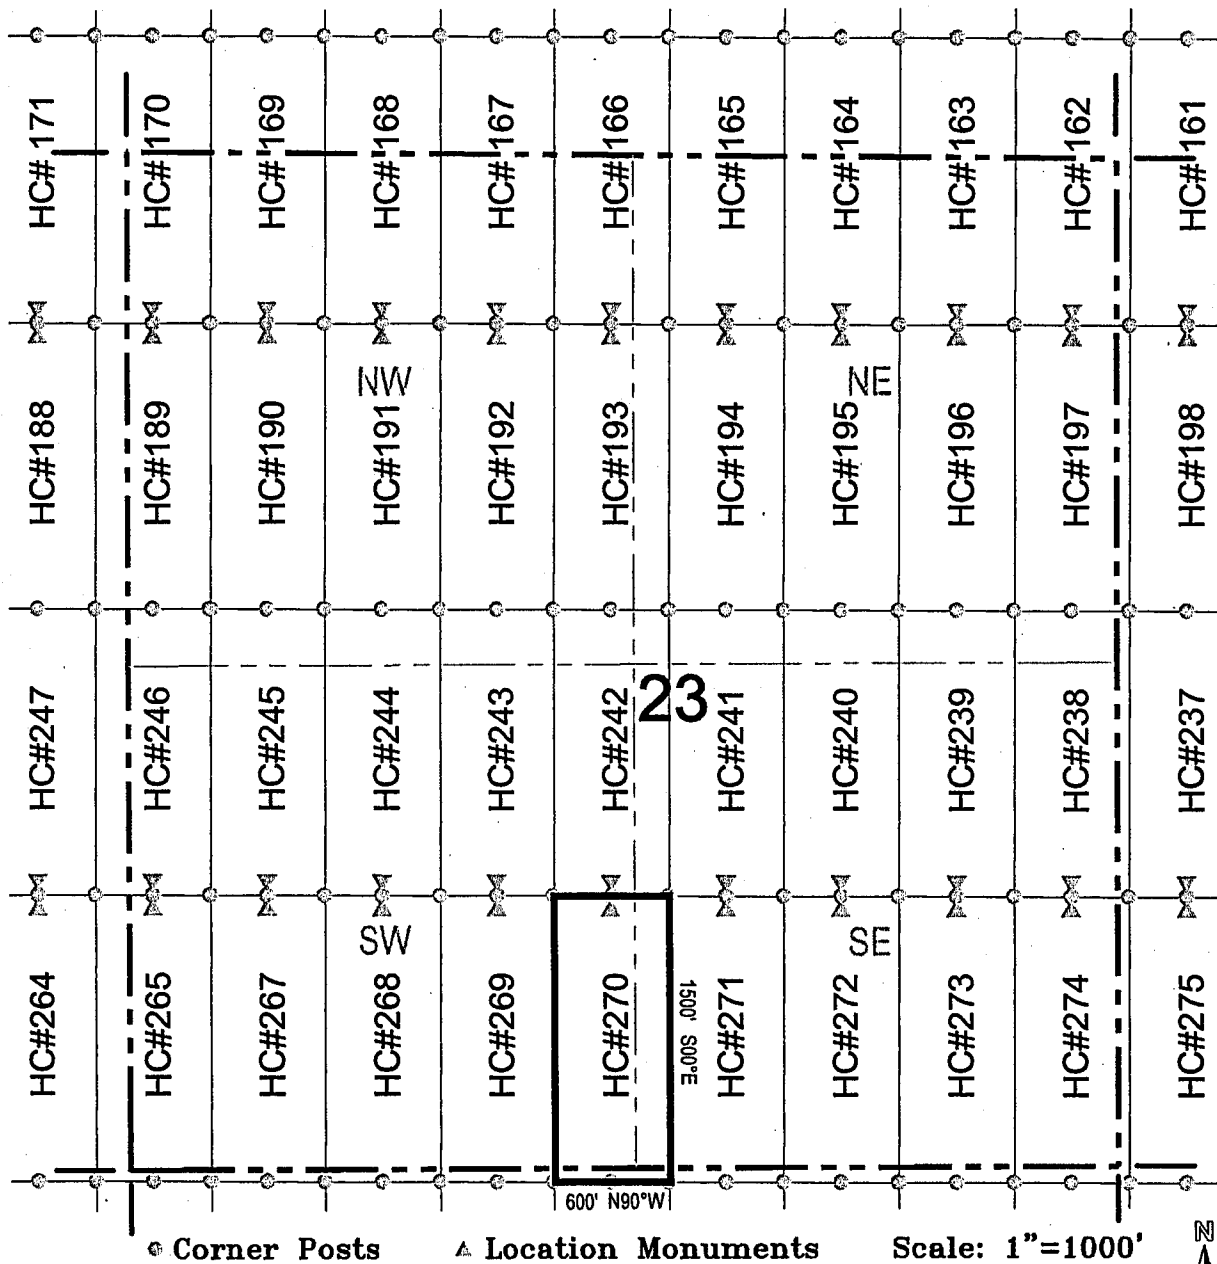 HC# 171 HC# 170 HC# 169 HC# 168 HC# 167 HC# 166 HC# 165 HC# 164 HC# 163 HC# 162 HC# 161
NW NE
HC#188 HC#189 HC#190 HC#191 HC#192 HC#193 HC#194 HC#195 HC#196 HC#197 HC#198
23
HC#247 HC#246 HC#245 HC#244 HC#243 HC#242 HC#241 HC#240 HC#239 HC#238 HC#237
SW SE
HC#264 HC#265 HC#267 HC#268 HC#269 HC#270 HC#271 HC#272 HC#273 HC#274 HC#275
1500' S00°E
600' N90°W
Corner Posts Location Monuments Scale: 1"=1000'
N